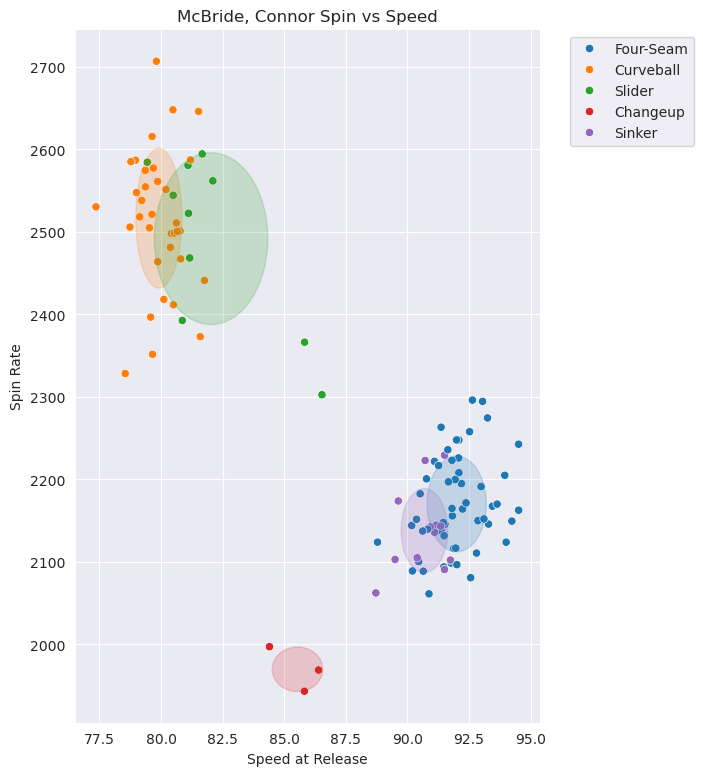 McBride, Connor Spin vs Speed
Four-Seam
Curveball
Slider
Changeup
Sinker
Spin Rate
2700
2600
2500
2400
2300
2200
2100
2000
77.5 80.0 82.5 85.0 87.5 90.0 92.5 95.0
Speed at Release